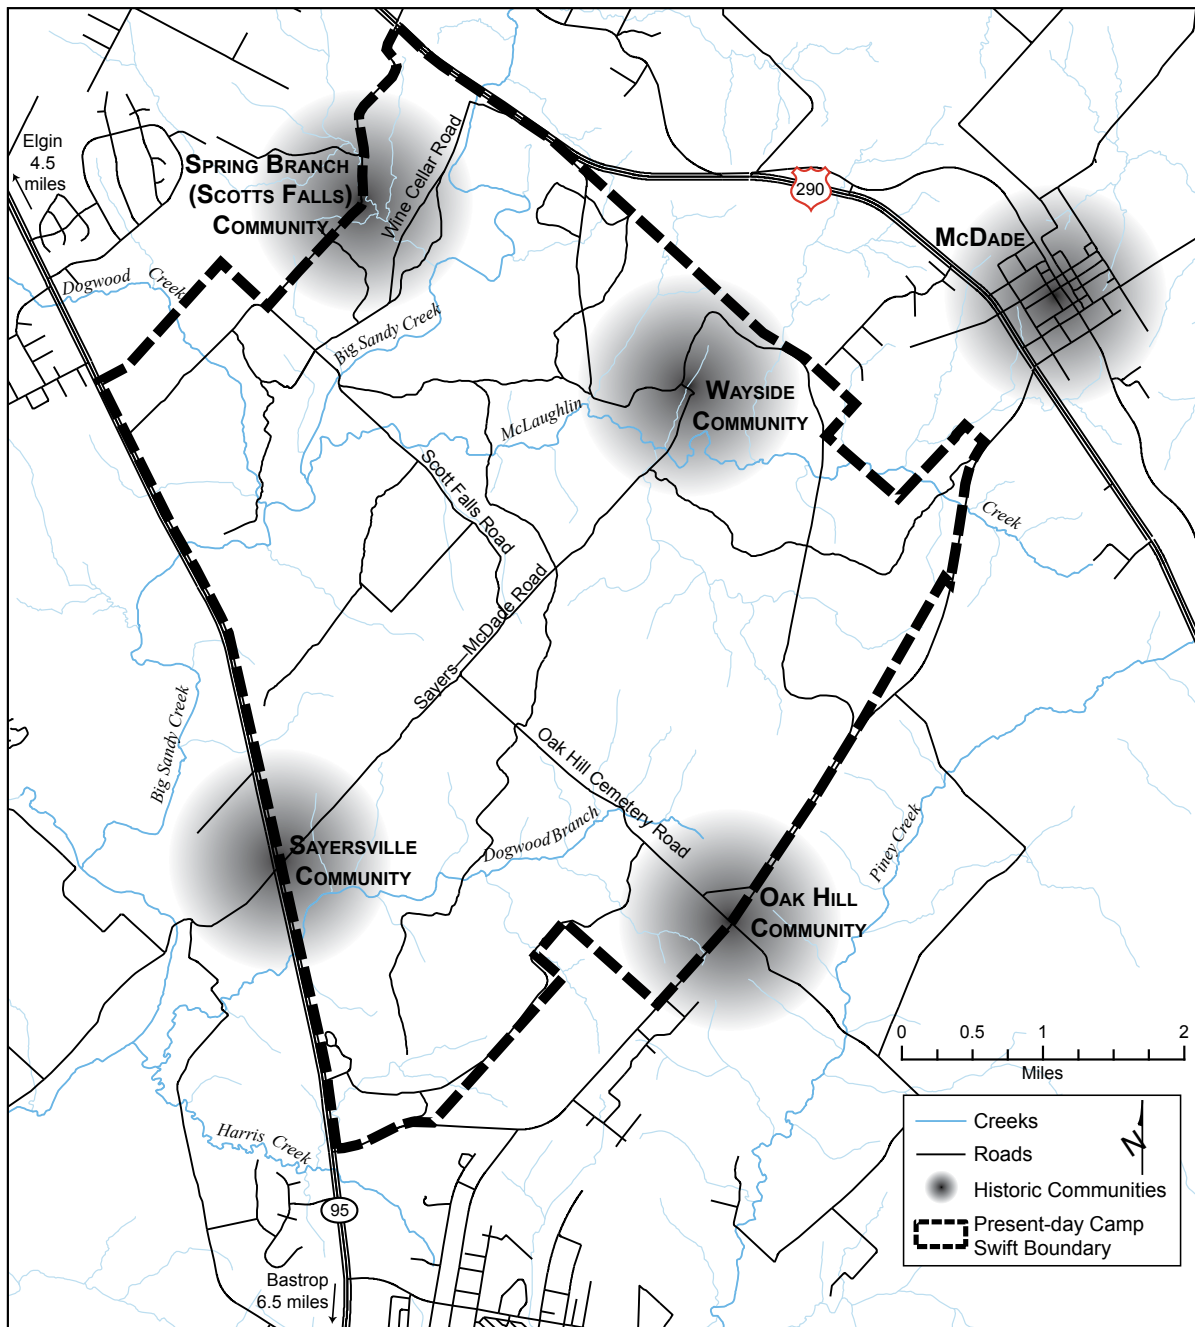 Elgin
4.5
miles
SPRING BRANCH
(SCOTTS FALLS)
COMMUNITY
Wine Cellar Road
290
MCDADE
Dogwood Creek
Big Sandy Creek
WAYSIDE
COMMUNITY
McLaughlin
Creek
Scott Falls Road
Sayers—McDade Road
Big Sandy Creek
Oak Hill Cemetery Road
Dogwood Branch
Piney Creek
SAYERSVILLE
COMMUNITY
OAK HILL
COMMUNITY
0 0.5 1 2
Miles
Harris Creek
95
Bastrop
6.5 miles
Creeks
Roads
Historic Communities
Present-day Camp
Swift Boundary
N